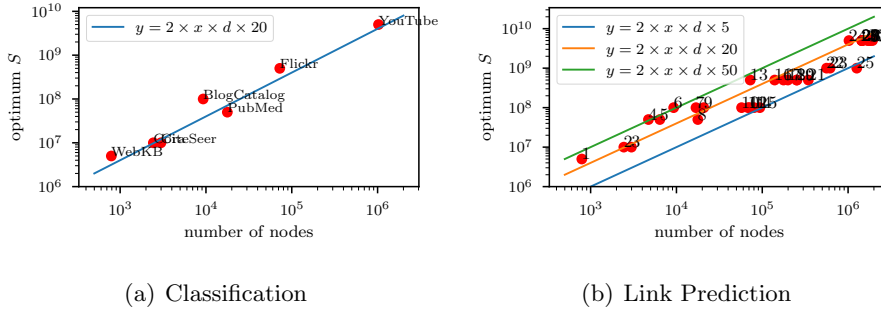 y = 2 × x × d × 20
YouTube
Flickr
BlogCatalog
PubMed
CiteSeer
WebKB
10^10
10^9
10^8
10^7
10^6
optimum S
10^3 10^4 10^5 10^6
number of nodes
(a) Classification
y = 2 × x × d × 5
y = 2 × x × d × 20
y = 2 × x × d × 50
13
21
25
6
8
1
10^10
10^9
10^8
10^7
10^6
optimum S
10^3 10^4 10^5 10^6
number of nodes
(b) Link Prediction